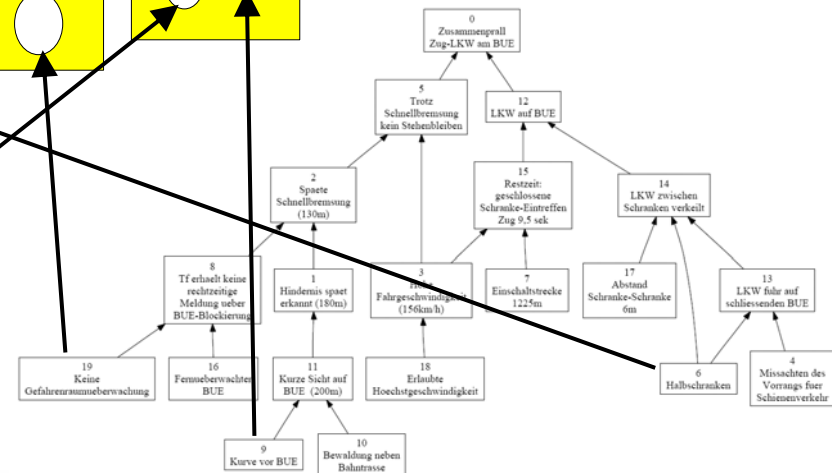 0
Zusammenprall
Zug-LKW am BUE
5
Trotz
Schnellbremsung
kein Stehenbleiben
12
LKW auf BUE
2
Spaete
Schnellbremsung
(130m)
15
Restzeit:
geschlossene
Schranke-Eintreffen
Zug 9,5 sek
14
LKW zwischen
Schranken verkeilt
8
Tf erhaelt keine
rechtzeitige
Meldung ueber
BUE-Blockierung
1
Hindernis spaet
erkannt (180m)
3
Hohe
Fahrgeschwindigkeit
(156km/h)
7
Einschaltstrecke
1225m
17
Abstand
Schranke-Schranke
6m
13
LKW fuhr auf
schliessenden BUE
19
Keine
Gefahrenraumueberwachung
16
Fernueberwachter
BUE
11
Kurze Sicht auf
BUE (200m)
18
Erlaubte
Hoechstgeschwindigkeit
6
Halbschranken
4
Missachten des
Vorrangs fuer
Schienenverkehr
9
Kurve vor BUE
10
Bewaldung neben
Bahntrasse